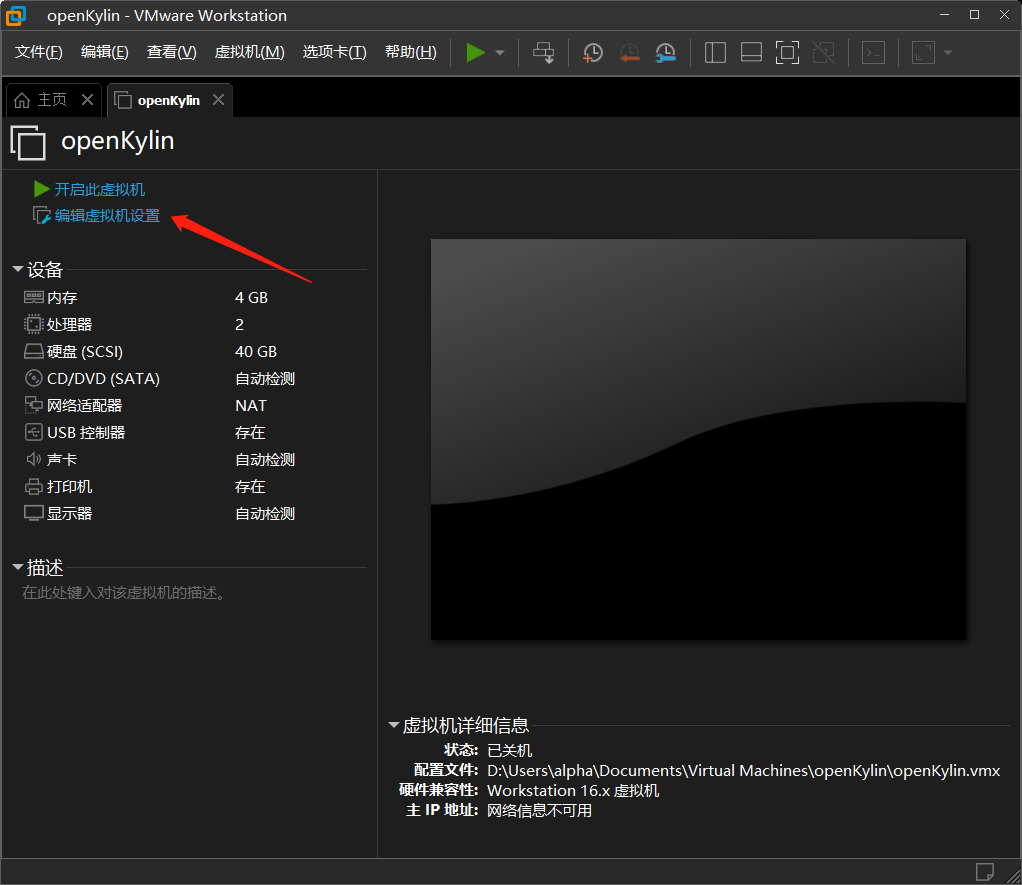 openKylin - VMware Workstation
文件(F) 编辑(E) 查看(V) 虚拟机(M) 选项卡(T) 帮助(H)
主页 openKylin
openKylin
开启此虚拟机
编辑虚拟机设置
设备
内存 4 GB
处理器 2
硬盘 (SCSI) 40 GB
CD/DVD (SATA) 自动检测
网络适配器 NAT
USB 控制器 存在
声卡 自动检测
打印机 存在
显示器 自动检测
描述
在此处键入对该虚拟机的描述。
虚拟机详细信息
状态: 已关机
配置文件: D:\Users\alpha\Documents\Virtual Machines\openKylin\openKylin.vmx
硬件兼容性: Workstation 16.x 虚拟机
主 IP 地址: 网络信息不可用